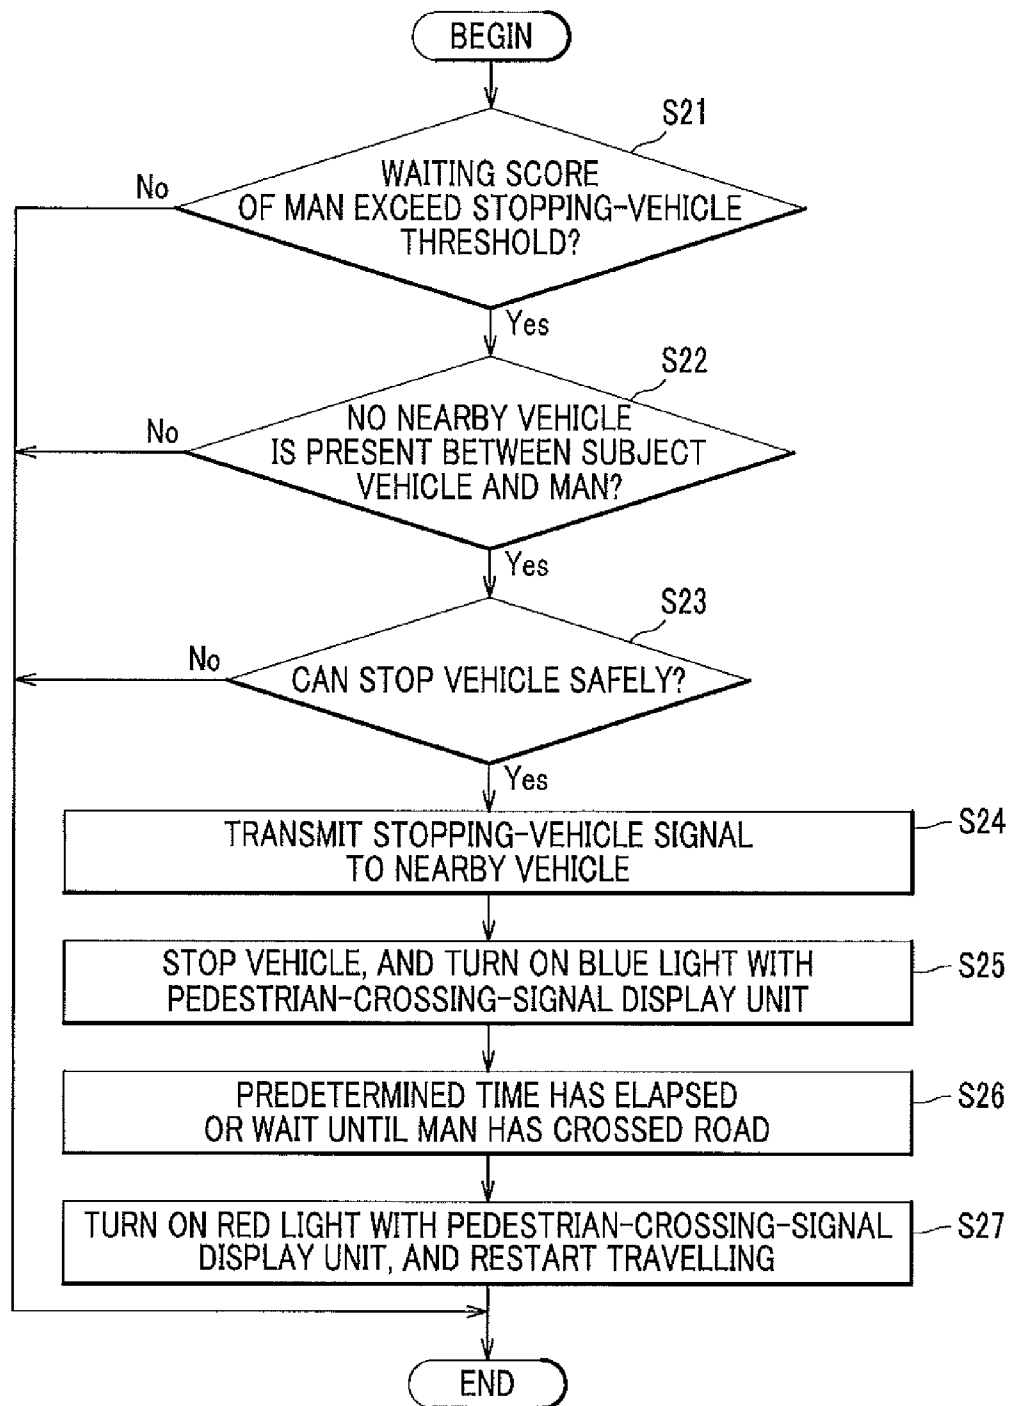 BEGIN
S21
WAITING SCORE
OF MAN EXCEED STOPPING-VEHICLE
THRESHOLD?
No
Yes
S22
NO NEARBY VEHICLE
IS PRESENT BETWEEN SUBJECT
VEHICLE AND MAN?
No
Yes
S23
CAN STOP VEHICLE SAFELY?
No
Yes
TRANSMIT STOPPING-VEHICLE SIGNAL
TO NEARBY VEHICLE
S24
STOP VEHICLE, AND TURN ON BLUE LIGHT WITH
PEDESTRIAN-CROSSING-SIGNAL DISPLAY UNIT
S25
PREDETERMINED TIME HAS ELAPSED
OR WAIT UNTIL MAN HAS CROSSED ROAD
S26
TURN ON RED LIGHT WITH PEDESTRIAN-CROSSING-SIGNAL
DISPLAY UNIT, AND RESTART TRAVELLING
S27
END